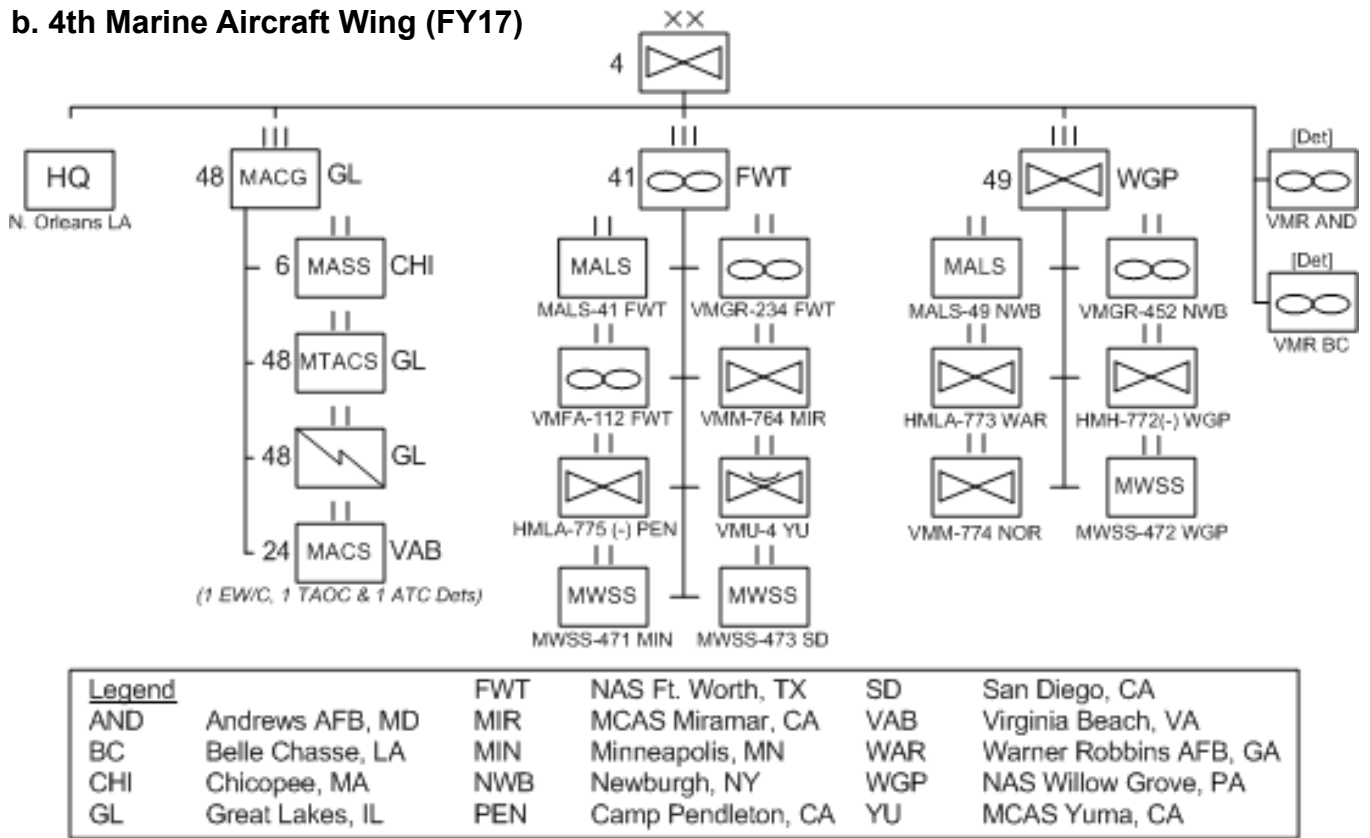 b. 4th Marine Aircraft Wing (FY17)
XX
4
HQ
N. Orleans LA
III
48 MACG GL
II
6 MASS CHI
II
48 MTACS GL
II
48 GL
II
24 MACS VAB
(1 EW/C, 1 TAOC & 1 ATC Dets)
III
41 FWT
II II
MALS
MALS-41 FWT VMGR-234 FWT
II II
VMFA-112 FWT VMM-764 MIR
II II
HMLA-775 (-) PEN VMU-4 YU
II II
MWSS MWSS
MWSS-471 MIN MWSS-473 SD
III
49 WGP
II II
MALS
MALS-49 NWB VMGR-452 NWB
II II
HMLA-773 WAR HMH-772(-) WGP
II II
MWSS
VMM-774 NOR MWSS-472 WGP
[Det]
VMR AND
[Det]
VMR BC
Legend FWT NAS Ft. Worth, TX SD San Diego, CA
AND Andrews AFB, MD MIR MCAS Miramar, CA VAB Virginia Beach, VA
BC Belle Chasse, LA MIN Minneapolis, MN WAR Warner Robbins AFB, GA
CHI Chicopee, MA NWB Newburgh, NY WGP NAS Willow Grove, PA
GL Great Lakes, IL PEN Camp Pendleton, CA YU MCAS Yuma, CA